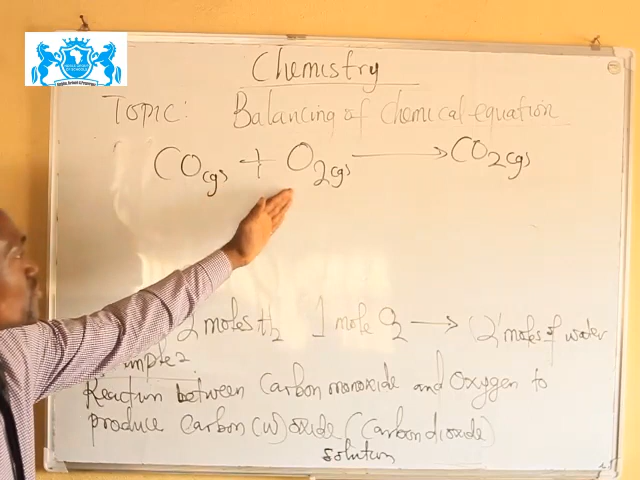 Chemistry
Topic: Balancing of chemical equation
CO(g) + O2(g) → CO2(g)
2 moles H2 1 mole O2 → (2) moles of water
mple 2
Reaction between Carbon monoxide and Oxygen to
produce Carbon (IV) oxide (Carbon dioxide)
solution